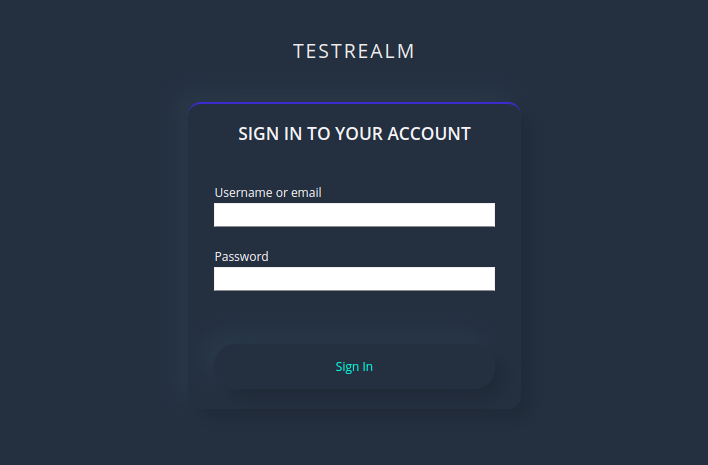 TESTREALM
SIGN IN TO YOUR ACCOUNT
Username or email
Password
Sign In